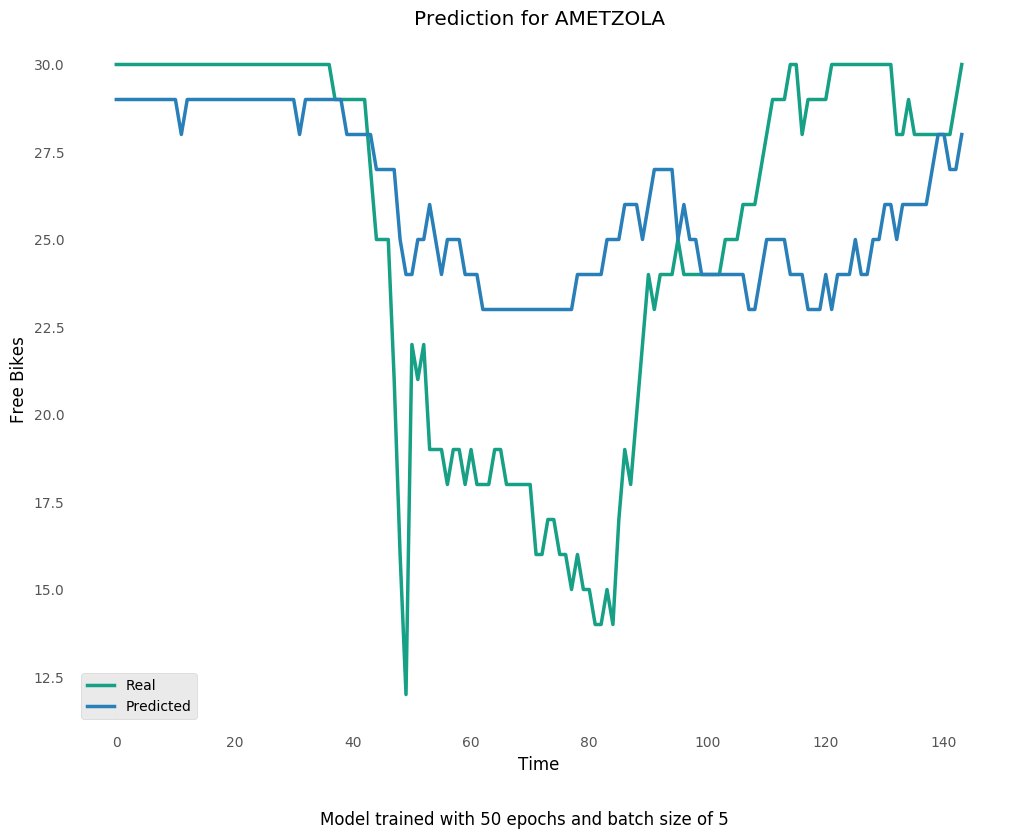 Prediction for AMETZOLA
30.0
27.5
25.0
22.5
20.0
17.5
15.0
12.5
Free Bikes
Real
Predicted
0 20 40 60 80 100 120 140
Time
Model trained with 50 epochs and batch size of 5